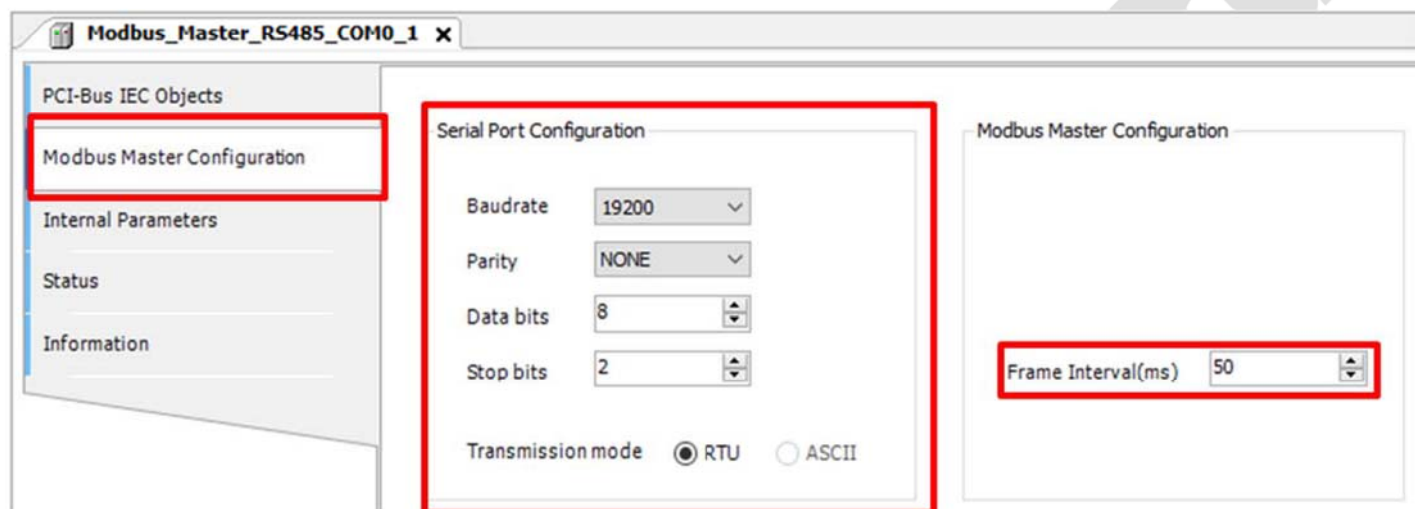 Modbus_Master_RS485_COM0_1 x
PCI-Bus IEC Objects
Modbus Master Configuration
Internal Parameters
Status
Information
Serial Port Configuration
Baudrate 19200
Parity NONE
Data bits 8
Stop bits 2
Transmission mode RTU ASCII
Modbus Master Configuration
Frame Interval(ms) 50